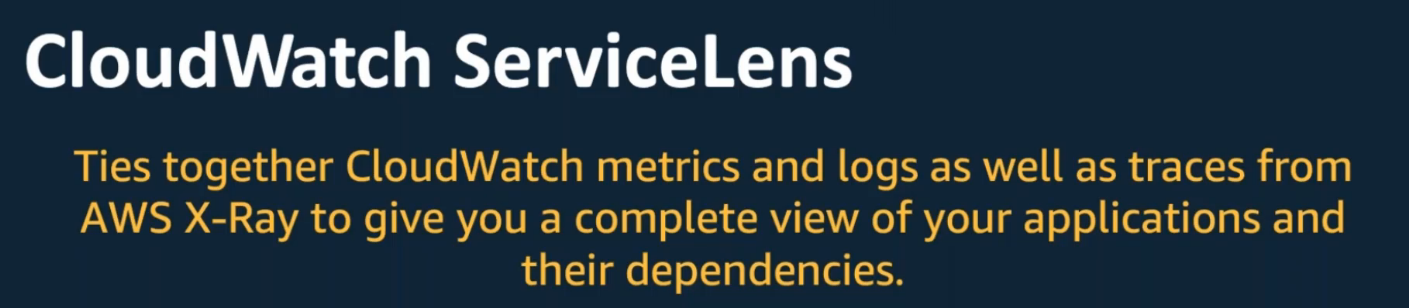 CloudWatch ServiceLens
Ties together CloudWatch metrics and logs as well as traces from
AWS X-Ray to give you a complete view of your applications and
their dependencies.